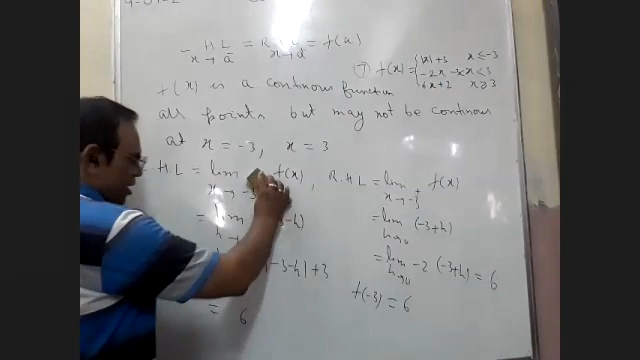 - H.L = R.L = f(a)
x → a⁻ x → a
(7) f(x) = { |x| + 3 x ≤ -3
-2x -3 < x < 3
6x + 2 x ≥ 3
f(x) is a continous function
all points but may not be continous
at x = -3, x = 3
H.L = lim f(x), R.H.L = lim f(x)
x → -3 x → -3⁺
= lim -h) = lim (-3+h)
h → h→0
-3-h| + 3 = lim -2 (-3+h) = 6
h→0
= 6 f(-3) = 6